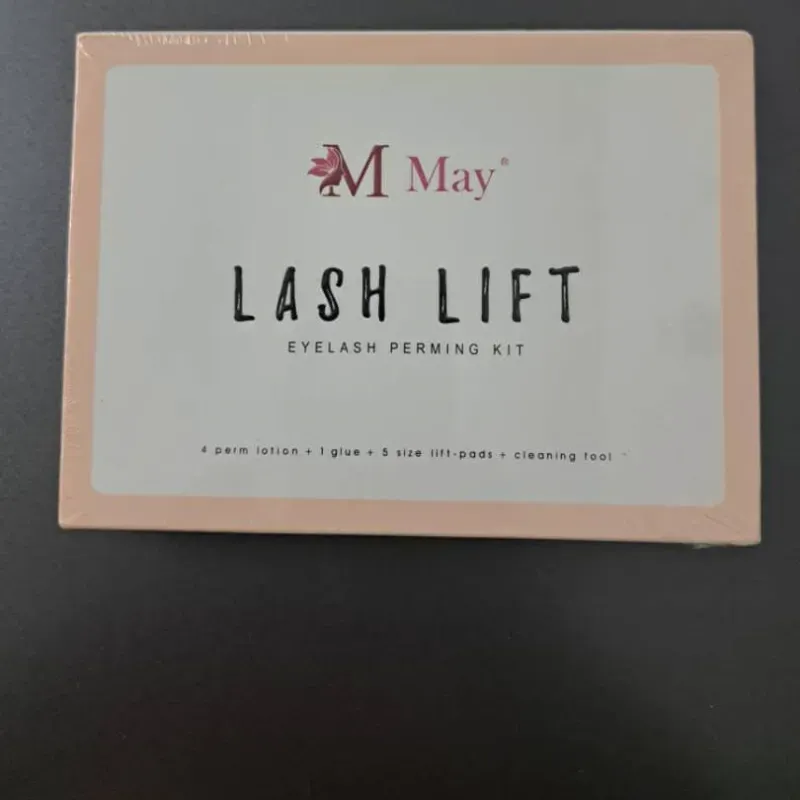 M May®
LASH LIFT
EYELASH PERMING KIT
4 perm lotion + 1 glue + 5 size lift-pads + cleaning tool